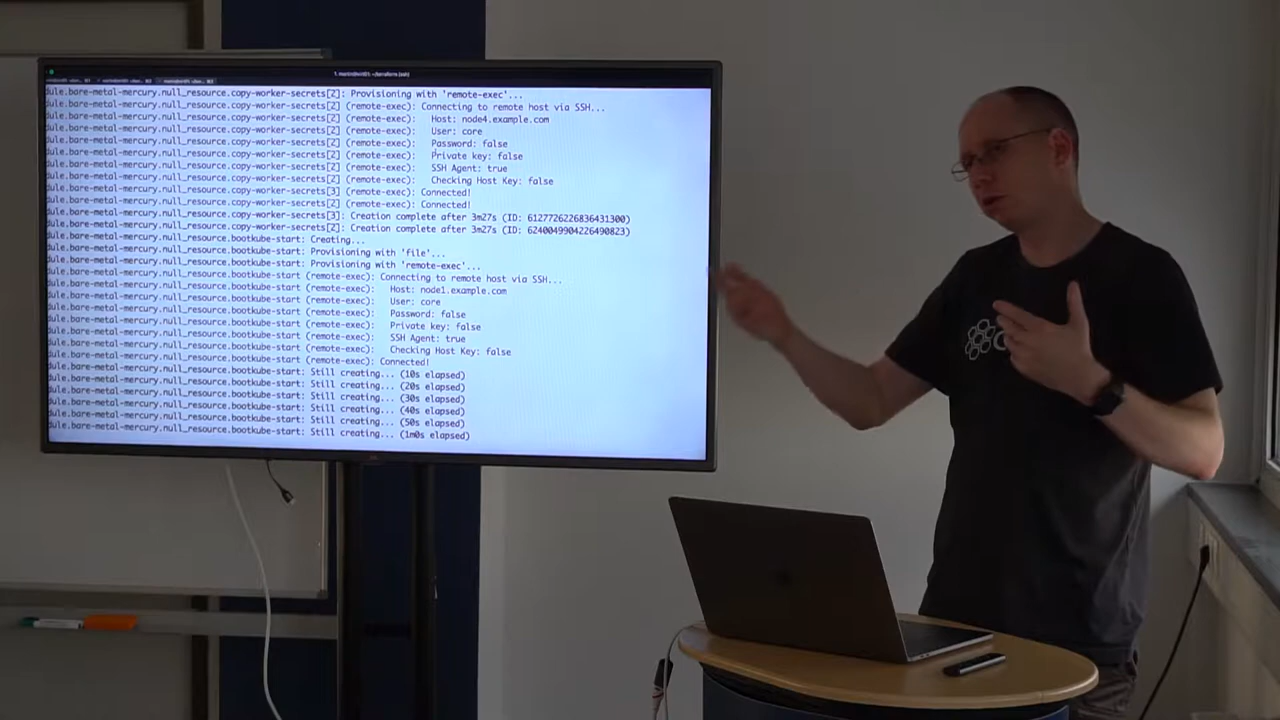 1. martin@wirt01: ~/terraform (ssh)
dule.bare-metal-mercury.null_resource.copy-worker-secrets[2]: Provisioning with 'remote-exec'...
dule.bare-metal-mercury.null_resource.copy-worker-secrets[2] (remote-exec): Connecting to remote host via SSH...
dule.bare-metal-mercury.null_resource.copy-worker-secrets[2] (remote-exec): Host: node4.example.com
dule.bare-metal-mercury.null_resource.copy-worker-secrets[2] (remote-exec): User: core
dule.bare-metal-mercury.null_resource.copy-worker-secrets[2] (remote-exec): Password: false
dule.bare-metal-mercury.null_resource.copy-worker-secrets[2] (remote-exec): Private key: false
dule.bare-metal-mercury.null_resource.copy-worker-secrets[2] (remote-exec): SSH Agent: true
dule.bare-metal-mercury.null_resource.copy-worker-secrets[2] (remote-exec): Checking Host Key: false
dule.bare-metal-mercury.null_resource.copy-worker-secrets[3] (remote-exec): Connected!
dule.bare-metal-mercury.null_resource.copy-worker-secrets[2] (remote-exec): Connected!
dule.bare-metal-mercury.null_resource.copy-worker-secrets[3]: Creation complete after 3m27s (ID: 6127726226836431300)
dule.bare-metal-mercury.null_resource.copy-worker-secrets[2]: Creation complete after 3m27s (ID: 6240049904226490823)
dule.bare-metal-mercury.null_resource.bootkube-start: Creating...
dule.bare-metal-mercury.null_resource.bootkube-start: Provisioning with 'file'...
dule.bare-metal-mercury.null_resource.bootkube-start: Provisioning with 'remote-exec'...
dule.bare-metal-mercury.null_resource.bootkube-start (remote-exec): Connecting to remote host via SSH...
dule.bare-metal-mercury.null_resource.bootkube-start (remote-exec): Host: node1.example.com
dule.bare-metal-mercury.null_resource.bootkube-start (remote-exec): User: core
dule.bare-metal-mercury.null_resource.bootkube-start (remote-exec): Password: false
dule.bare-metal-mercury.null_resource.bootkube-start (remote-exec): Private key: false
dule.bare-metal-mercury.null_resource.bootkube-start (remote-exec): SSH Agent: true
dule.bare-metal-mercury.null_resource.bootkube-start (remote-exec): Checking Host Key: false
dule.bare-metal-mercury.null_resource.bootkube-start (remote-exec): Connected!
dule.bare-metal-mercury.null_resource.bootkube-start: Still creating... (10s elapsed)
dule.bare-metal-mercury.null_resource.bootkube-start: Still creating... (20s elapsed)
dule.bare-metal-mercury.null_resource.bootkube-start: Still creating... (30s elapsed)
dule.bare-metal-mercury.null_resource.bootkube-start: Still creating... (40s elapsed)
dule.bare-metal-mercury.null_resource.bootkube-start: Still creating... (50s elapsed)
dule.bare-metal-mercury.null_resource.bootkube-start: Still creating... (1m0s elapsed)